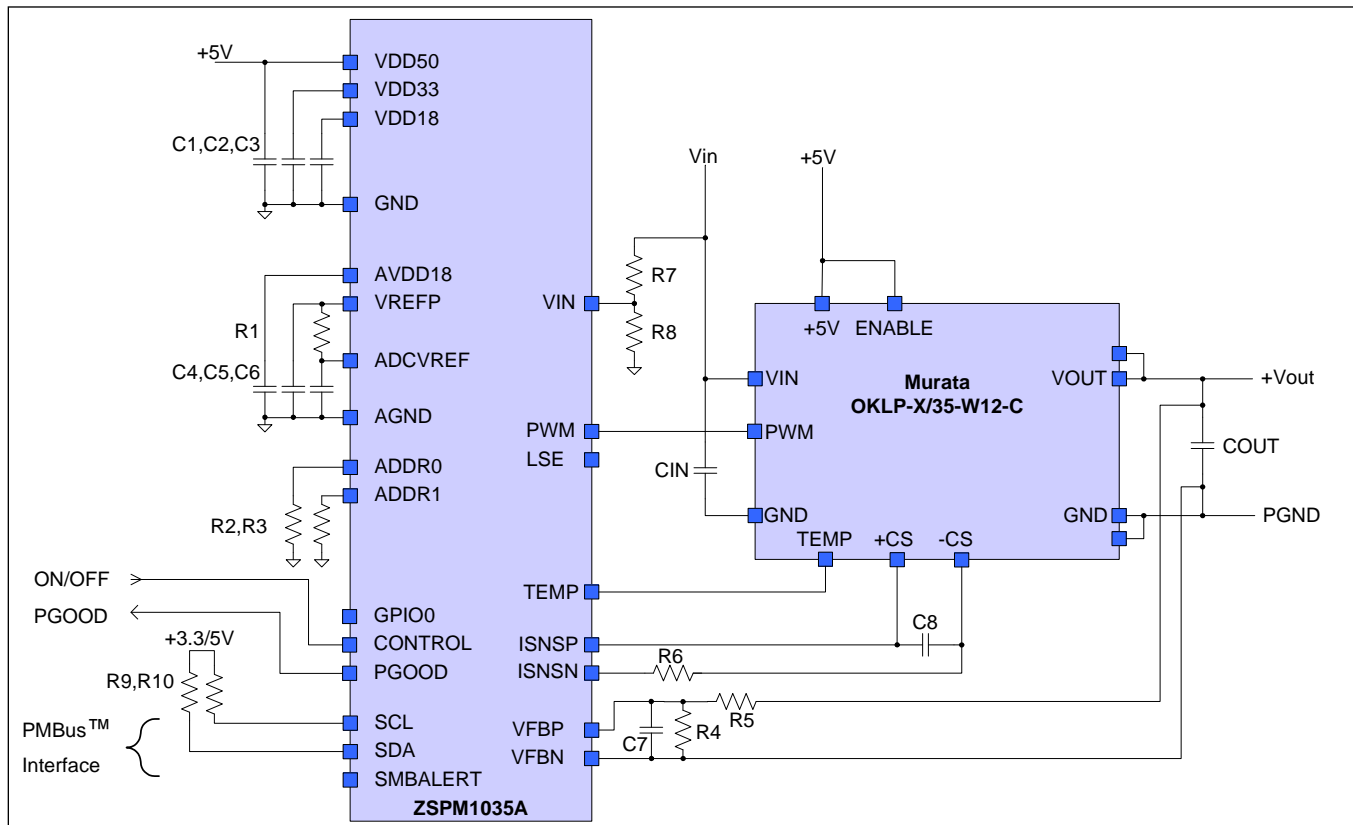 +5V
VDD50
VDD33
VDD18
C1,C2,C3
GND
AVDD18
VREFP
R1
ADCVREF
C4,C5,C6
AGND
ADDR0
ADDR1
R2,R3
ON/OFF
PGOOD
GPIO0
CONTROL
PGOOD
+3.3/5V
R9,R10
PMBus™
Interface
SCL
SDA
SMBALERT
ZSPM1035A
VIN
PWM
LSE
TEMP
ISNSP
ISNSN
VFBP
VFBN
Vin
R7
R8
CIN
+5V
+5V
ENABLE
VIN
PWM
GND
Murata
OKLP-X/35-W12-C
VOUT
GND
TEMP
+CS
-CS
+Vout
COUT
PGND
C8
R6
R5
C7
R4